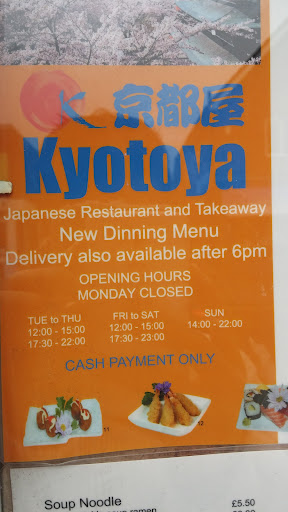 京都屋
Kyotoya
Japanese Restaurant and Takeaway
New Dinning Menu
Delivery also available after 6pm
OPENING HOURS
MONDAY CLOSED
TUE to THU FRI to SAT SUN
12:00 - 15:00 12:00 - 15:00 14:00 - 22:00
17:30 - 22:00 17:30 - 23:00
CASH PAYMENT ONLY
11 12
Soup Noodle £5.50